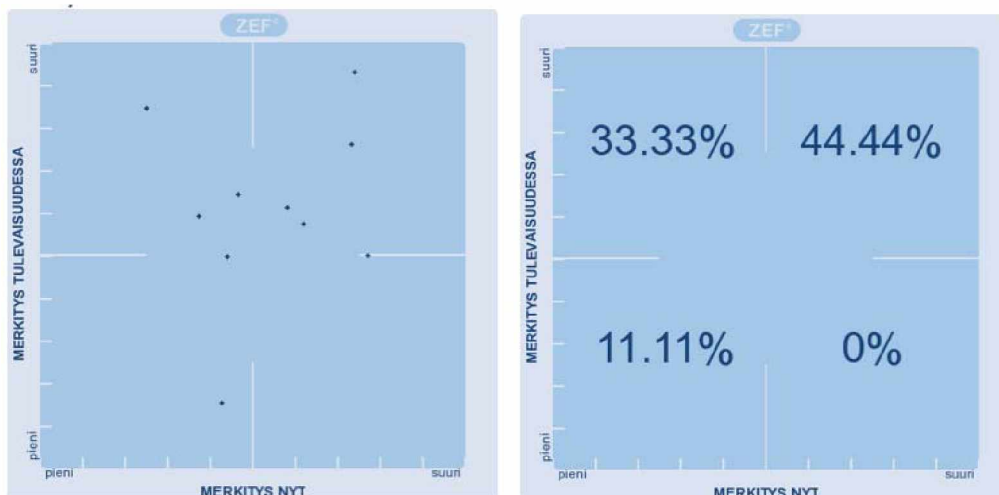 ZEF®
suuri
MERKITYS TULEVAISUUDESSA
pieni
pieni
suuri
MERKITYS NYT
ZEF®
suuri
33.33%
44.44%
MERKITYS TULEVAISUUDESSA
11.11%
0%
pieni
pieni
suuri
MERKITYS NYT